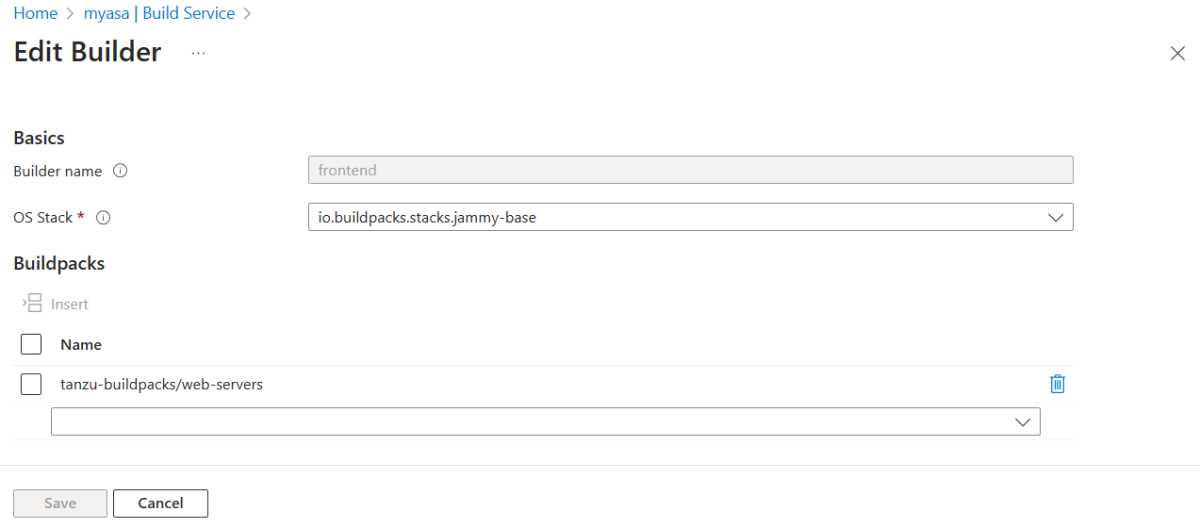 Home > myasa | Build Service >
Edit Builder ...
Basics
Builder name
frontend
OS Stack *
io.buildpacks.stacks.jammy-base
Buildpacks
Insert
Name
tanzu-buildpacks/web-servers
Save Cancel